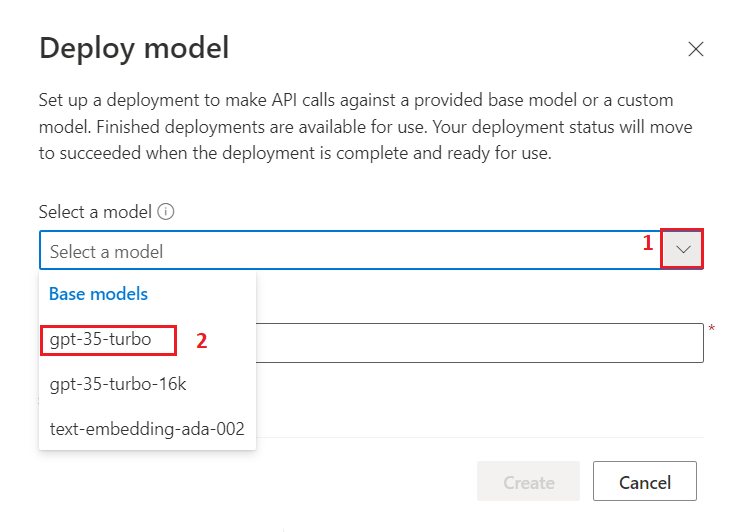 Deploy model
Set up a deployment to make API calls against a provided base model or a custom
model. Finished deployments are available for use. Your deployment status will move
to succeeded when the deployment is complete and ready for use.
Select a model
1
Select a model
Base models
gpt-35-turbo
2
*
gpt-35-turbo-16k
text-embedding-ada-002
Create
Cancel